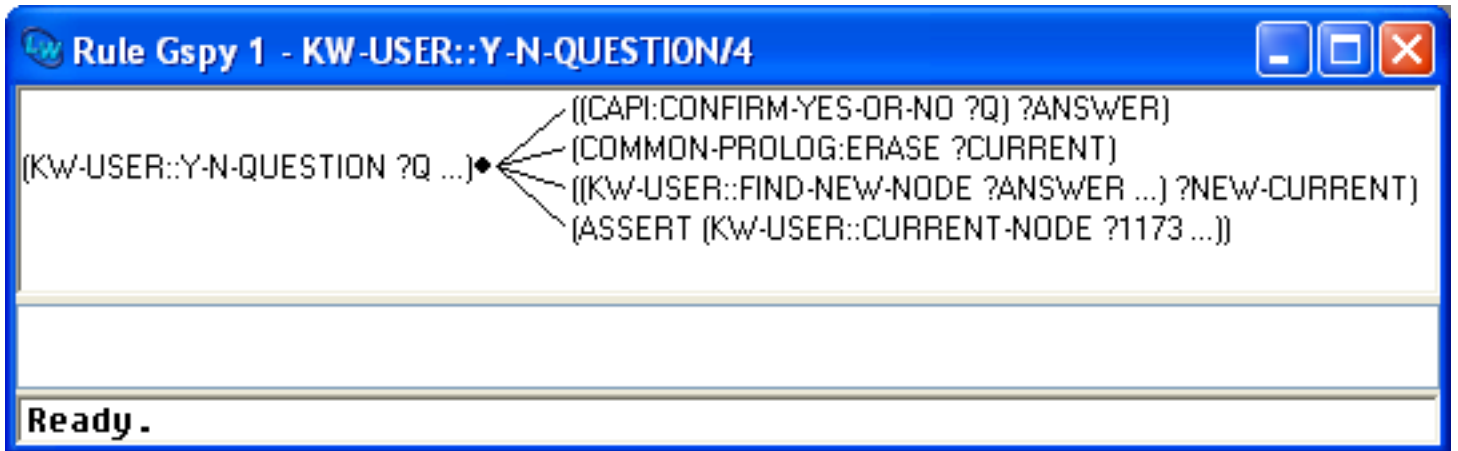 Rule Gspy 1 - KW-USER::Y-N-QUESTION/4
((CAPI:CONFIRM-YES-OR-NO ?Q) ?ANSWER)
(COMMON-PROLOG:ERASE ?CURRENT)
(KW-USER::Y-N-QUESTION ?Q ...)
((KW-USER::FIND-NEW-NODE ?ANSWER ...) ?NEW-CURRENT)
(ASSERT (KW-USER::CURRENT-NODE ?1173 ...))
Ready.